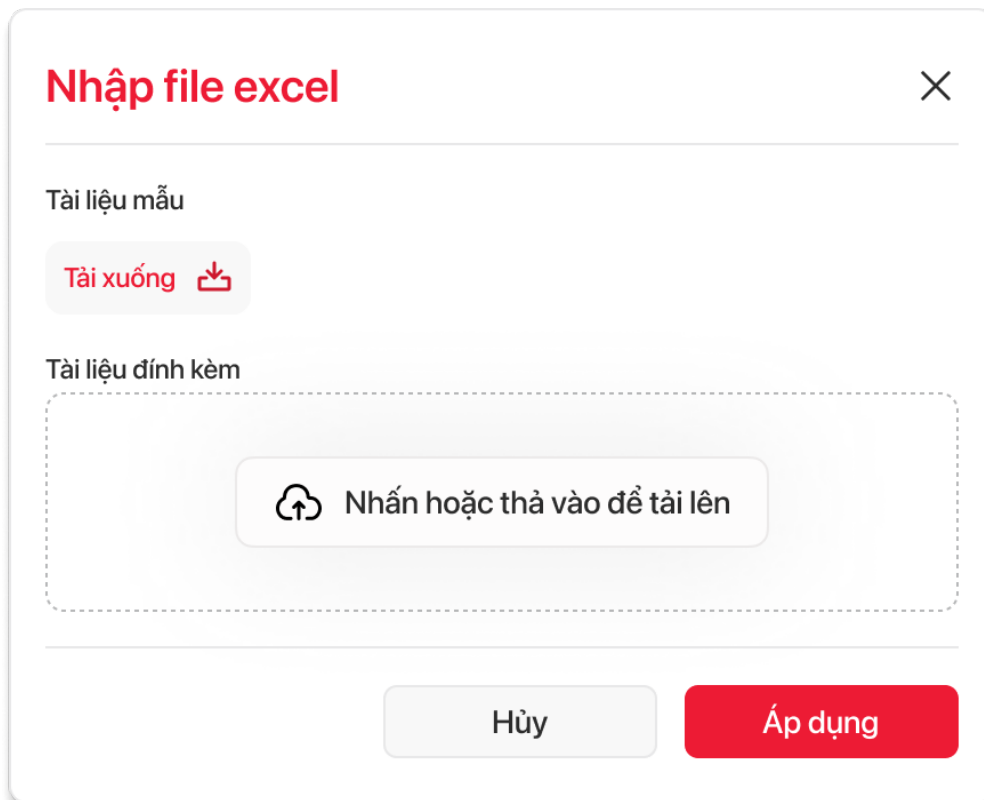 Nhập file excel
Tài liệu mẫu
Tải xuống
Tài liệu đính kèm
Nhấn hoặc thả vào để tải lên
Hủy
Áp dụng